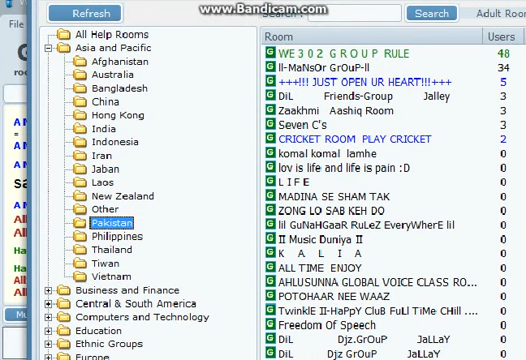 www.Bandicam.com
Refresh
Search :
Search
Adult Room
File
All Help Rooms
Asia and Pacific
Afghanistan
Australia
Bangladesh
China
Hong Kong
India
Indonesia
Iran
Jaban
Laos
New Zealand
Other
Pakistan
Philippines
Thailand
Tiwan
Vietnam
Business and Finance
Central & South America
Computers and Technology
Education
Ethnic Groups
Europe
Room Users
WE 3 0 2 G R O U P RULE 48
ll-MaNsOr GrOuP-ll 34
+++!!! JUST OPEN UR HEART!!!+++ 5
DiL Friends-Group Jalley 3
Zaakhmi Aashiq Room 3
Seven C's 3
CRICKET ROOM PLAY CRICKET 2
komal komal lamhe 0
lov is life and life is pain :D 0
L I F E 0
MADINA SE SHAM TAK 0
ZONG LO SAB KEH DO 0
lil GuNaHGaaR RuLeZ EveryWhErE lil 0
II Music Duniya II 0
K A L I A 0
ALL TIME ENJOY 0
AHLUSUNNA GLOBAL VOICE CLASS RO... 0
POTOHAAR NEE WAAZ 0
TwinklE II-HaPpY CluB FuLl TiMe CHill .... 0
Freedom Of Speech 0
DiL Djz.GrouP JaLLaY 0
DiL Djz GrouP JaLLaY 0